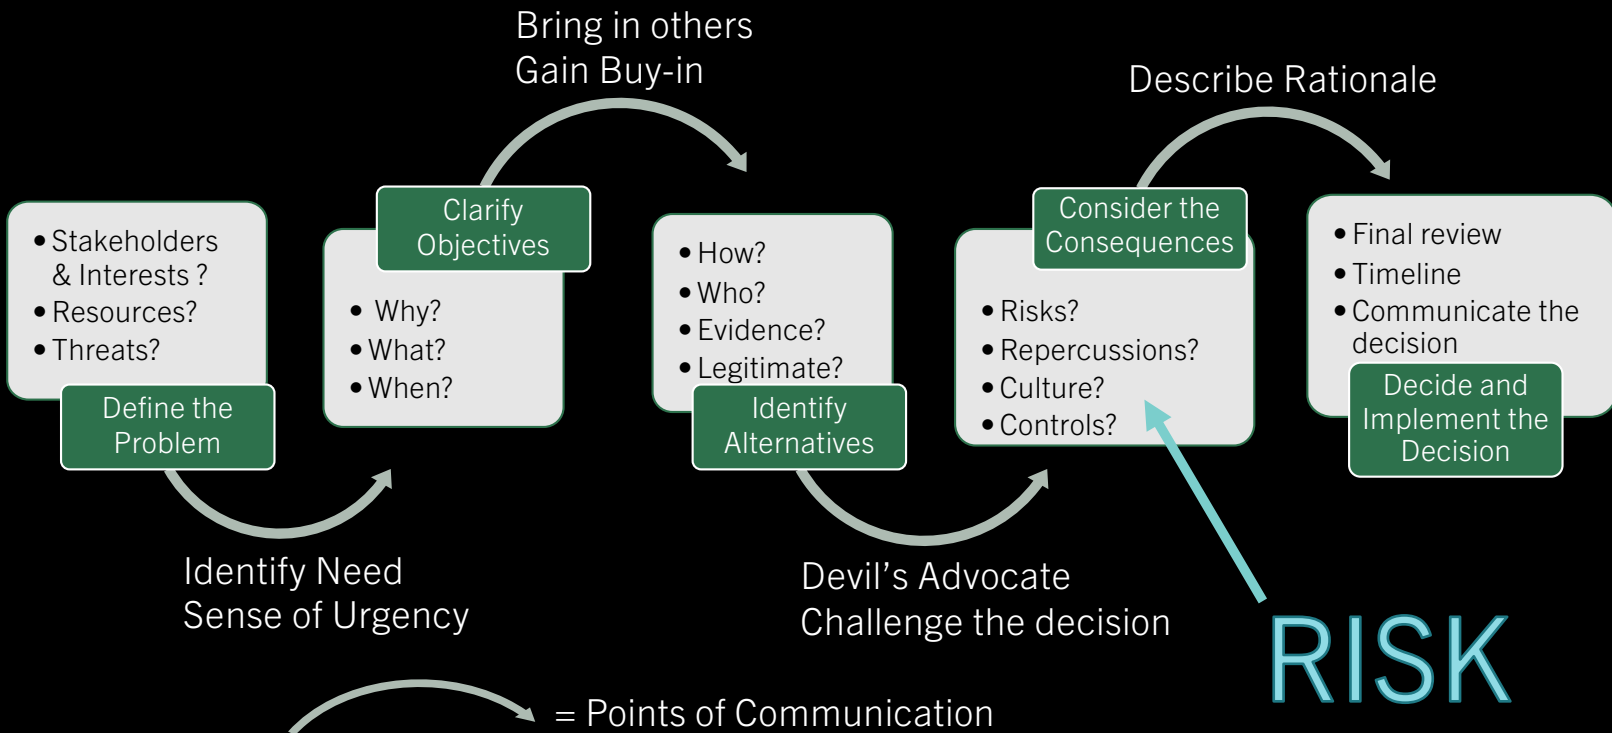 Bring in others
Gain Buy-in
Describe Rationale
• Stakeholders
& Interests ?
• Resources?
• Threats?
Define the
Problem
Clarify
Objectives
• Why?
• What?
• When?
• How?
• Who?
• Evidence?
• Legitimate?
Identify
Alternatives
Consider the
Consequences
• Risks?
• Repercussions?
• Culture?
• Controls?
• Final review
• Timeline
• Communicate the
decision
Decide and
Implement the
Decision
Identify Need
Sense of Urgency
Devil’s Advocate
Challenge the decision
RISK
= Points of Communication